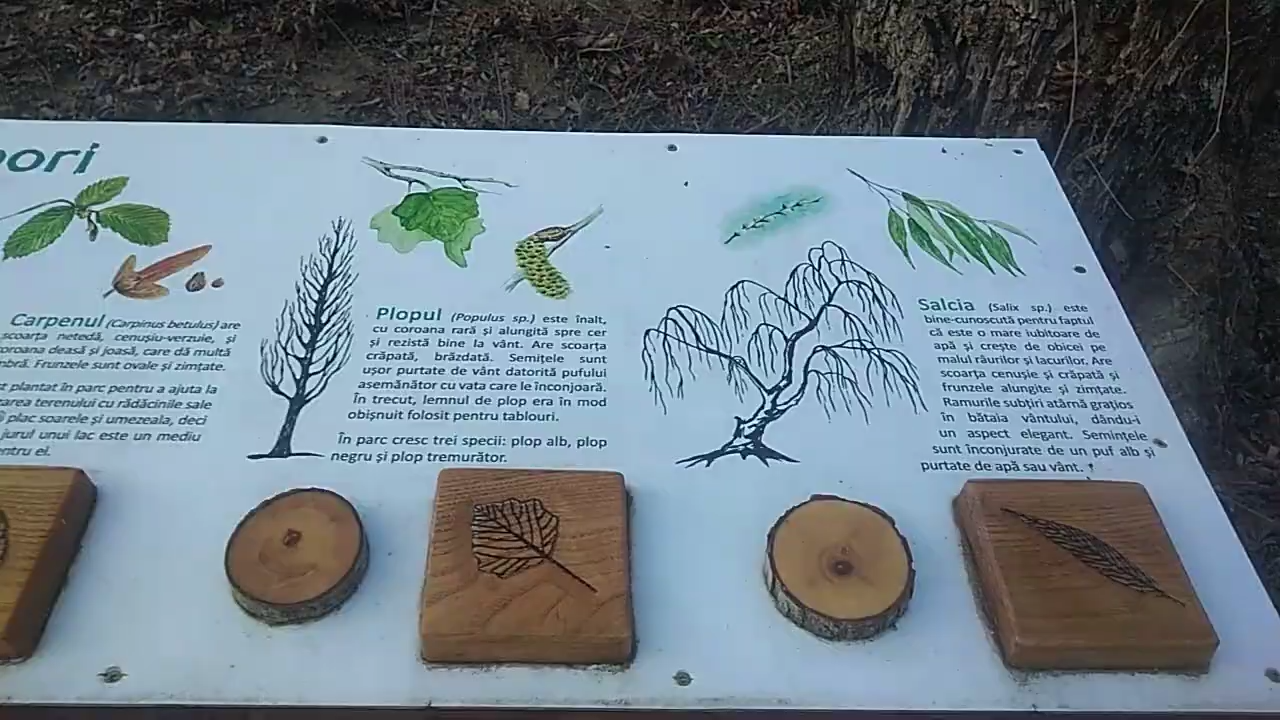 Carpenul (Carpinus betulus) are
scoarța netedă, cenușiu-verzuie, și
coroana deasă și joasă, care dă multă
Frunzele sunt ovale și zimțate.
plantat în parc pentru a ajuta la
terenului cu rădăcinile sale
plac soarele și umezeala, deci
jurul unui lac este un mediu
ei.
Plopul (Populus sp.) este înalt,
cu coroana rară și alungită spre cer
și rezistă bine la vânt. Are scoarța
crăpată, brăzdată. Semițele sunt
ușor purtate de vânt datorită pufului
asemănător cu vata care le înconjoară.
În trecut, lemnul de plop era în mod
obișnuit folosit pentru tablouri.
În parc cresc trei specii: plop alb, plop
negru și plop tremurător.
Salcia (Salix sp.) este
bine-cunoscută pentru faptul
că este o mare iubitoare de
apă și crește de obicei pe
malul râurilor și lacurilor. Are
scoarța cenușie și crăpată și
frunzele alungite și zimțate.
Ramurile subțiri atârnă grațios
în bătaia vântului, dându-i
un aspect elegant. Semințele
sunt înconjurate de un puf alb și
purtate de apă sau vânt.